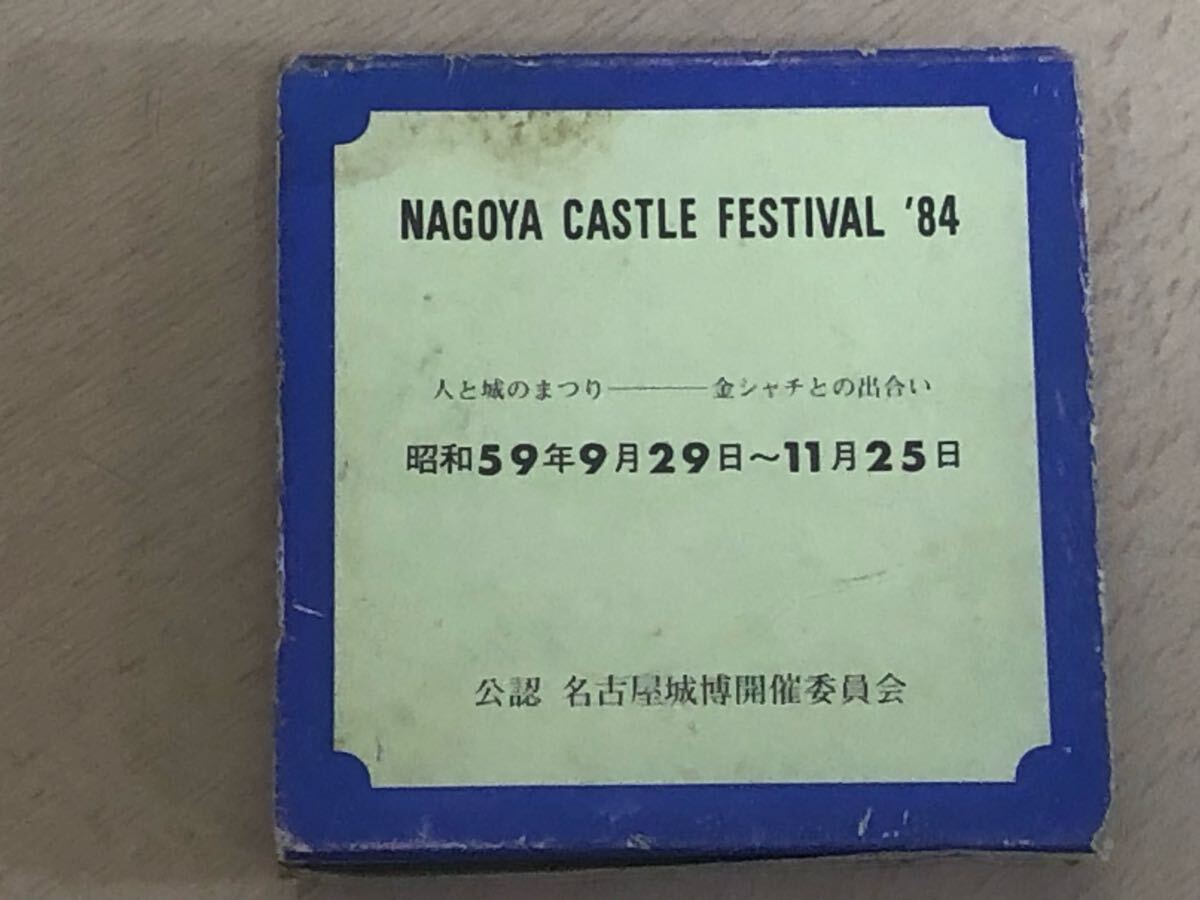 NAGOYA CASTLE FESTIVAL '84
人と城のまつり———金シャチとの出合い
昭和59年9月29日〜11月25日
公認 名古屋城博開催委員会